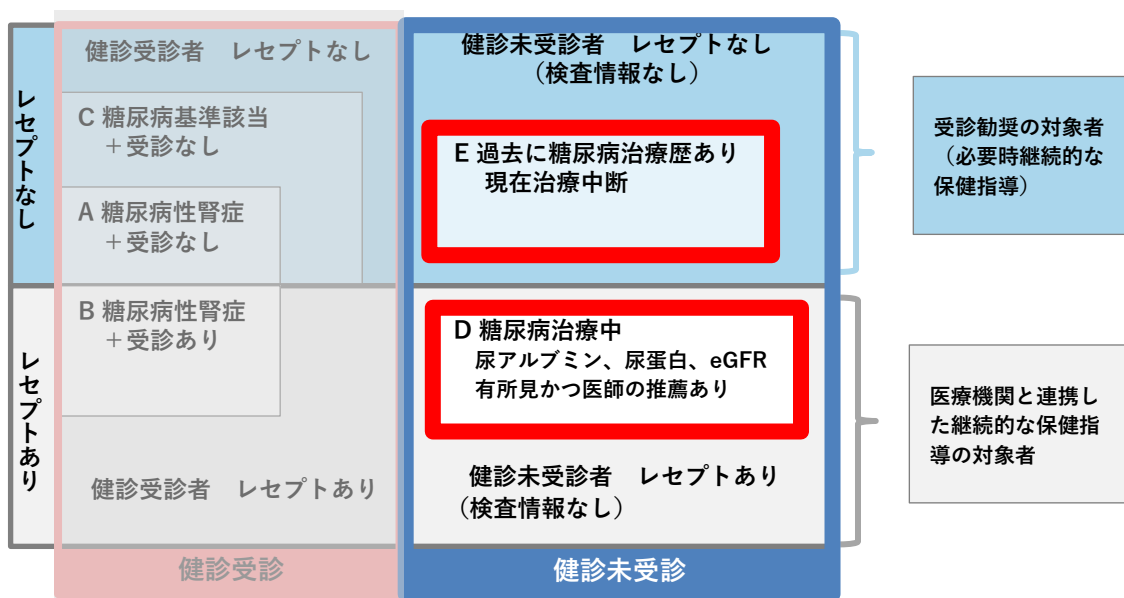 レセプトなし
健診受診者　レセプトなし
C 糖尿病基準該当
＋受診なし
A 糖尿病性腎症
＋受診なし
健診未受診者　レセプトなし
（検査情報なし）
E 過去に糖尿病治療歴あり
現在治療中断
受診勧奨の対象者
（必要時継続的な
保健指導）
レセプトあり
B 糖尿病性腎症
＋受診あり
健診受診者　レセプトあり
D 糖尿病治療中
尿アルブミン、尿蛋白、eGFR
有所見かつ医師の推薦あり
健診未受診者　レセプトあり
（検査情報なし）
医療機関と連携し
た継続的な保健指
導の対象者
健診受診
健診未受診